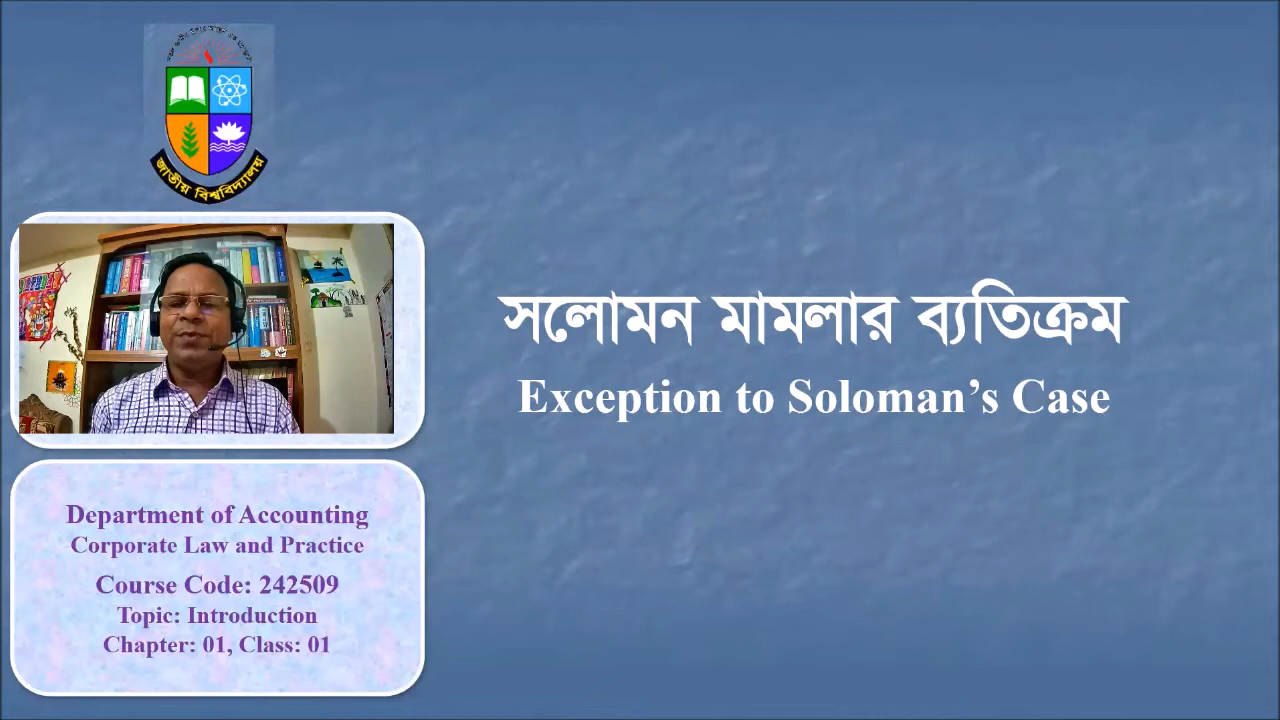 জাতীয় বিশ্ববিদ্যালয়
সলোমন মামলার ব্যতিক্রম
Exception to Soloman’s Case
Department of Accounting
Corporate Law and Practice
Course Code: 242509
Topic: Introduction
Chapter: 01, Class: 01